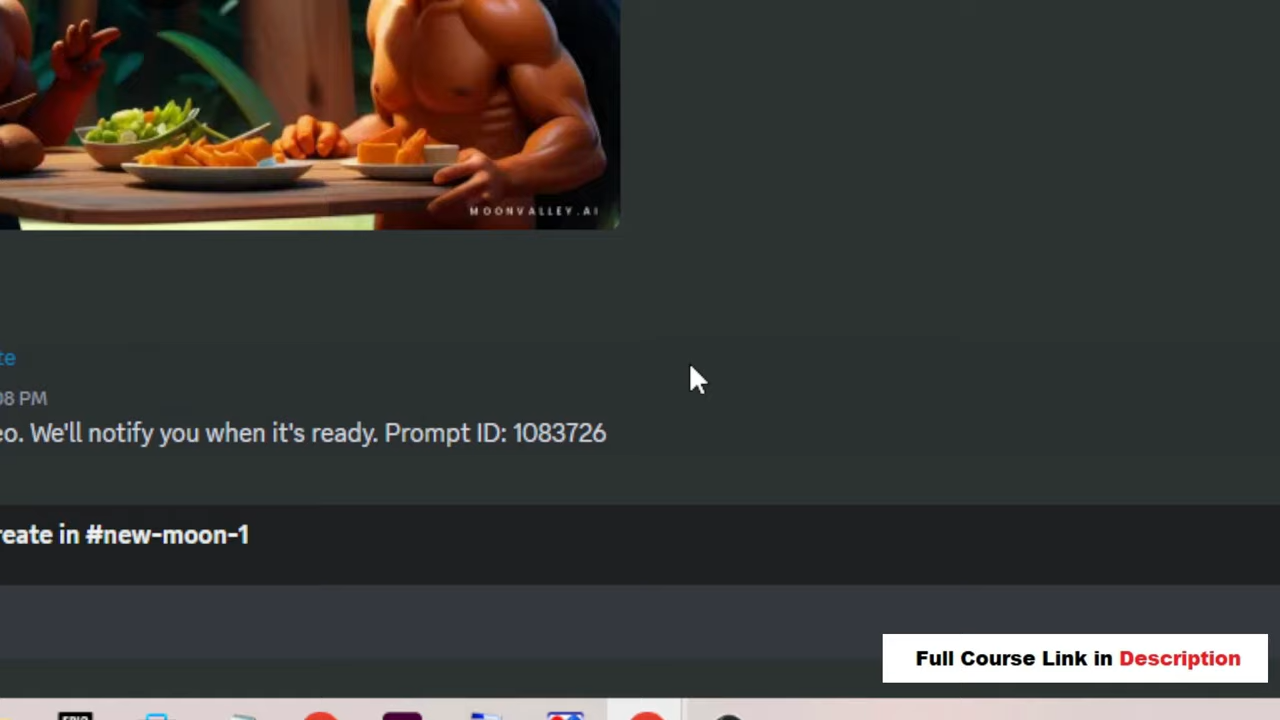 MOONVALLEY.AI
te
08 PM
eo. We'll notify you when it's ready. Prompt ID: 1083726
reate in #new-moon-1
Full Course Link in Description
EPIC